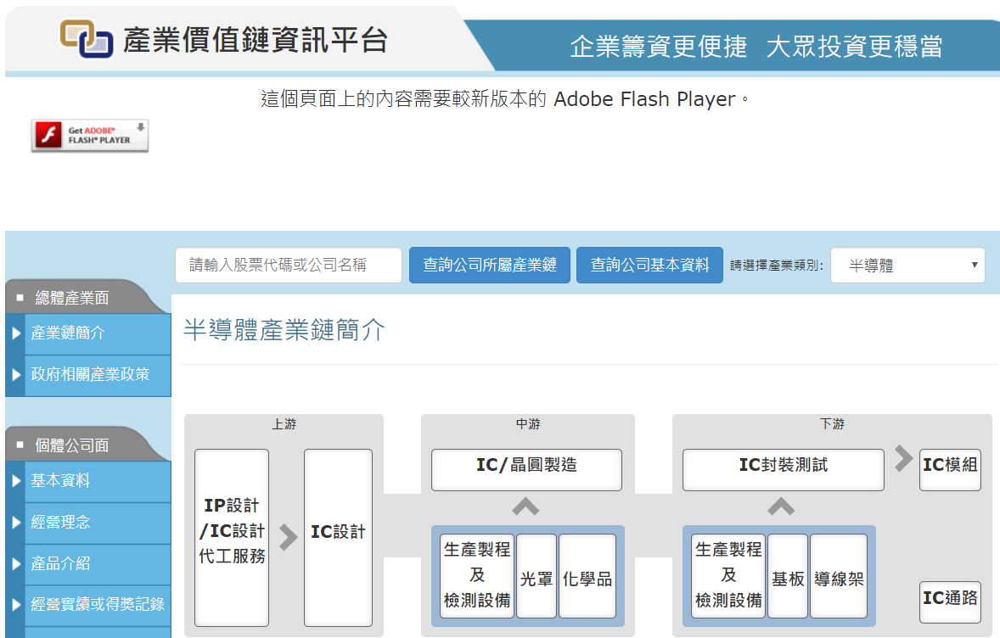 產業價值鏈資訊平台
企業籌資更便捷 大眾投資更穩當
這個頁面上的內容需要較新版本的 Adobe Flash Player。
Get ADOBE®
FLASH® PLAYER
請輸入股票代碼或公司名稱
查詢公司所屬產業鏈
查詢公司基本資料
請選擇產業類別:
半導體
總體產業面
產業鏈簡介
政府相關產業政策
個體公司面
基本資料
經營理念
產品介紹
經營實績或得獎記錄
半導體產業鏈簡介
上游
IP設計
/IC設計
代工服務
IC設計
中游
IC/晶圓製造
生產製程
及
檢測設備
光罩
化學品
下游
IC封裝測試
IC模組
生產製程
及
檢測設備
基板
導線架
IC通路